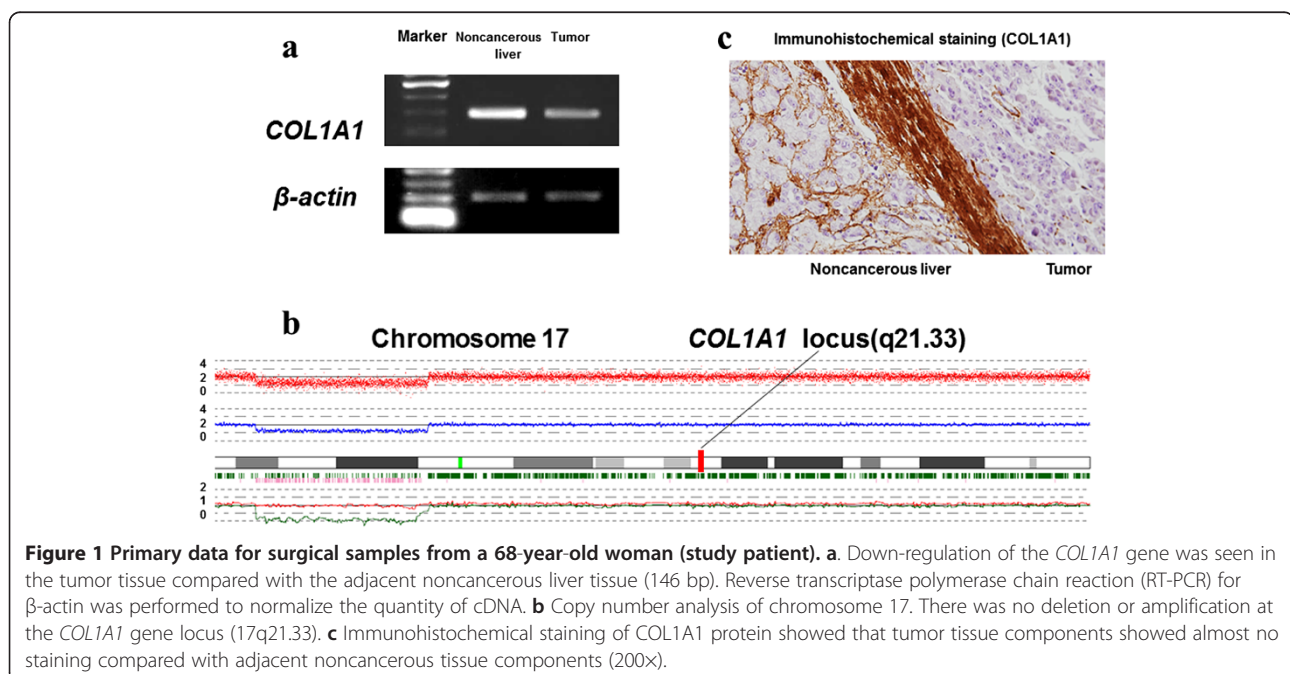 a
Marker Noncancerous liver Tumor
COL1A1
β-actin
c
Immunohistochemical staining (COL1A1)
Noncancerous liver Tumor
b
Chromosome 17 COL1A1 locus(q21.33)
4
2
0
4
2
0
2
1
0
Figure 1 Primary data for surgical samples from a 68-year-old woman (study patient). a. Down-regulation of the COL1A1 gene was seen in
the tumor tissue compared with the adjacent noncancerous liver tissue (146 bp). Reverse transcriptase polymerase chain reaction (RT-PCR) for
β-actin was performed to normalize the quantity of cDNA. b Copy number analysis of chromosome 17. There was no deletion or amplification at
the COL1A1 gene locus (17q21.33). c Immunohistochemical staining of COL1A1 protein showed that tumor tissue components showed almost no
staining compared with adjacent noncancerous tissue components (200×).